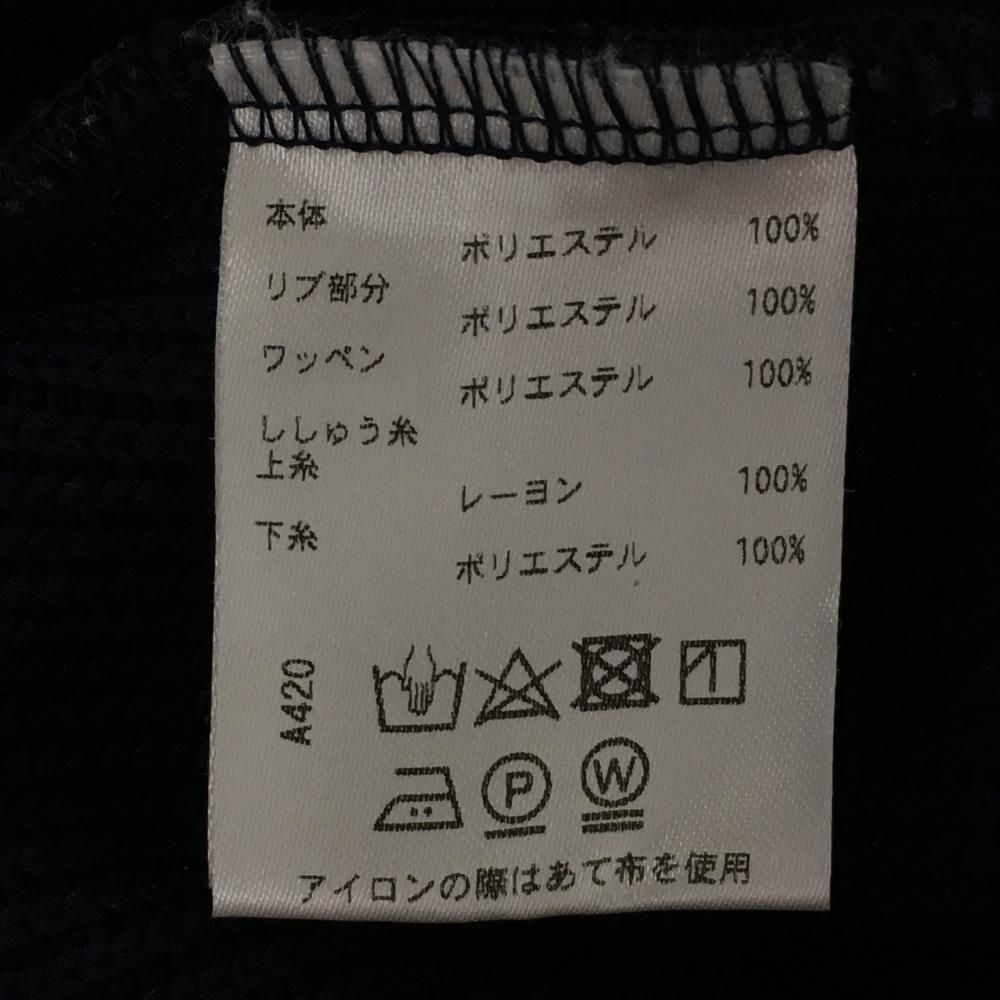 本体
ポリエステル 100%
リブ部分
ポリエステル 100%
ワッペン
ポリエステル 100%
ししゅう糸
上糸
レーヨン 100%
下糸
ポリエステル 100%
A420
P W
アイロンの際はあて布を使用